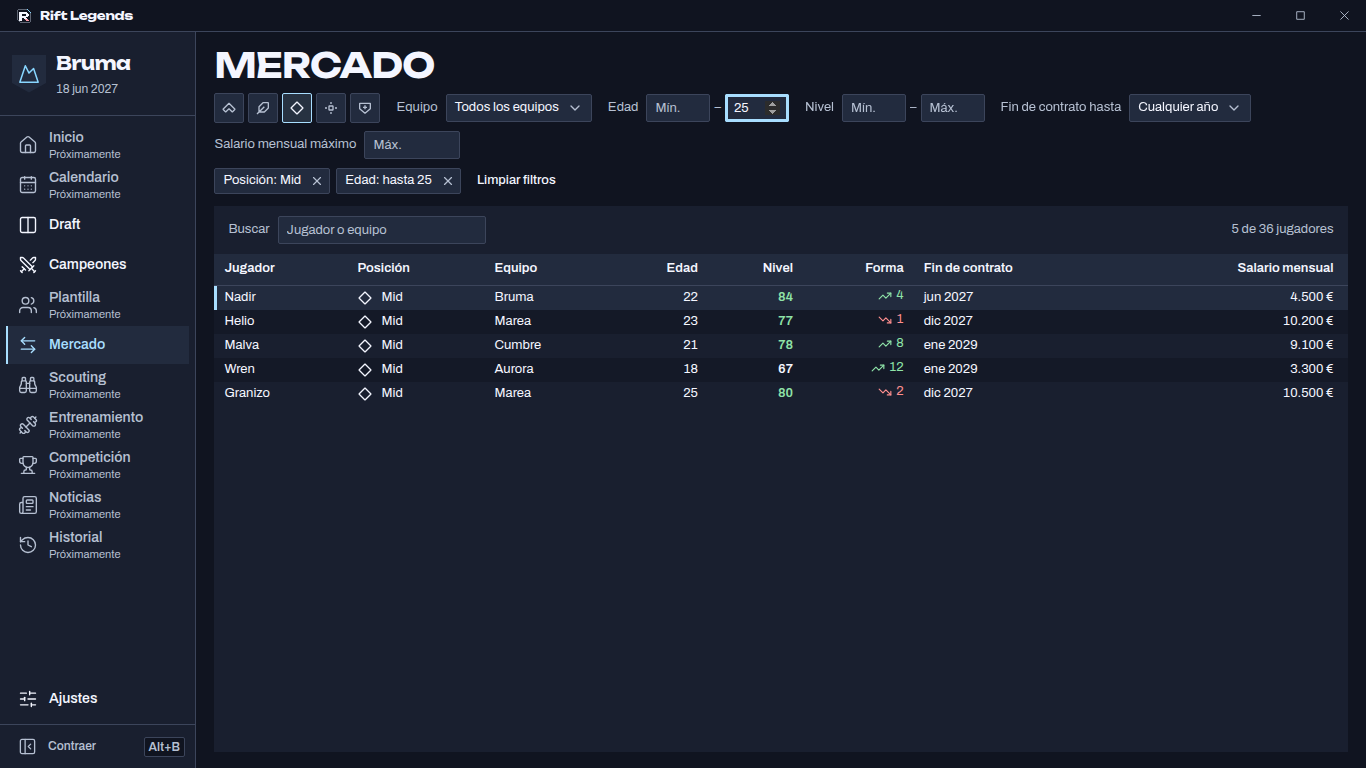 Rift Legends
Bruma
18 jun 2027
Inicio
Próximamente
Calendario
Próximamente
Draft
Campeones
Plantilla
Próximamente
Mercado
Scouting
Próximamente
Entrenamiento
Próximamente
Competición
Próximamente
Noticias
Próximamente
Historial
Próximamente
Ajustes
Contraer Alt+B
MERCADO
Equipo Todos los equipos Edad Mín. – 25 Nivel Mín. – Máx. Fin de contrato hasta Cualquier año
Salario mensual máximo Máx.
Posición: Mid Edad: hasta 25 Limpiar filtros
Buscar Jugador o equipo 5 de 36 jugadores
Jugador Posición Equipo Edad Nivel Forma Fin de contrato Salario mensual
Nadir Mid Bruma 22 84 4 jun 2027 4.500 €
Helio Mid Marea 23 77 1 dic 2027 10.200 €
Malva Mid Cumbre 21 78 8 ene 2029 9.100 €
Wren Mid Aurora 18 67 12 ene 2029 3.300 €
Granizo Mid Marea 25 80 2 dic 2027 10.500 €